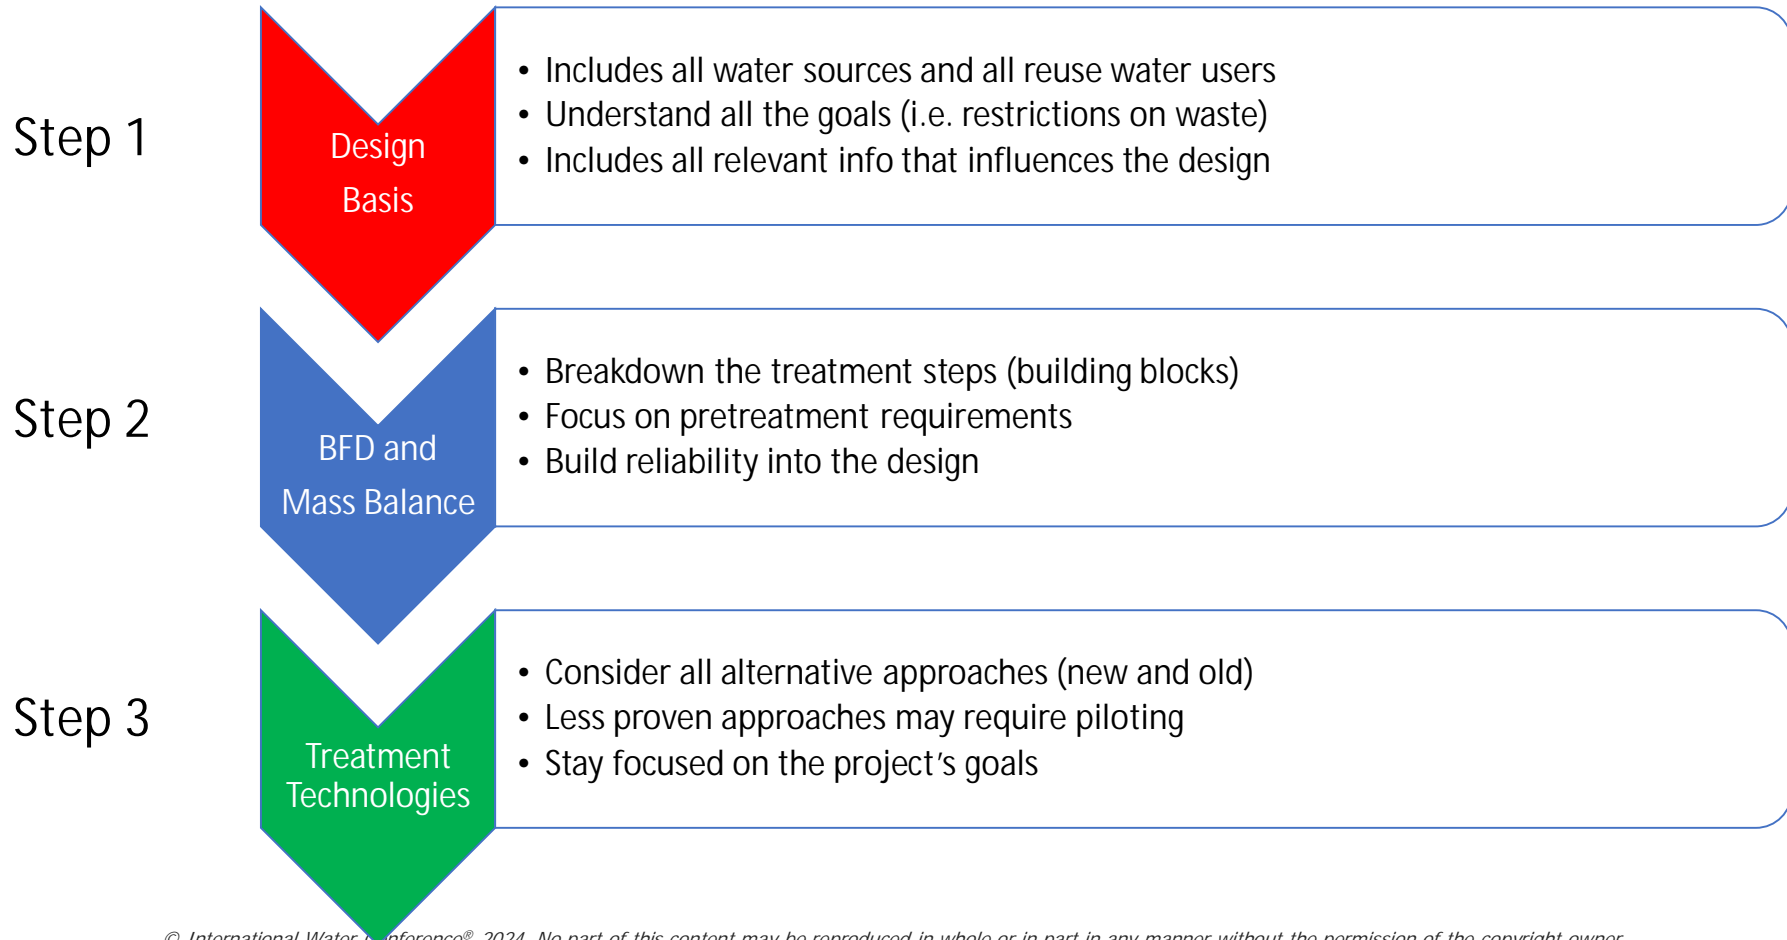 Step 1
Design
Basis
• Includes all water sources and all reuse water users
• Understand all the goals (i.e. restrictions on waste)
• Includes all relevant info that influences the design
Step 2
BFD and
Mass Balance
• Breakdown the treatment steps (building blocks)
• Focus on pretreatment requirements
• Build reliability into the design
Step 3
Treatment
Technologies
• Consider all alternative approaches (new and old)
• Less proven approaches may require piloting
• Stay focused on the project’s goals
© International Water Conference® 2024. No part of this content may be reproduced in whole or in part in any manner without the permission of the copyright owner.